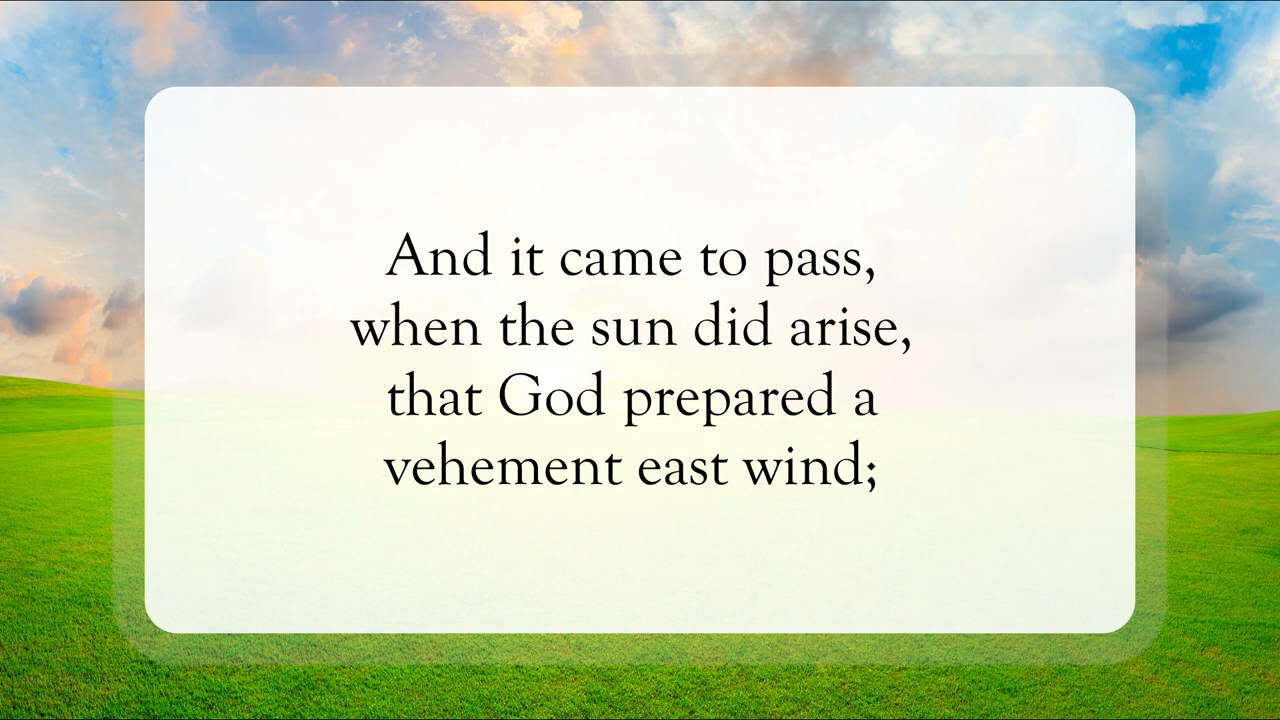 And it came to pass,
when the sun did arise,
that God prepared a
vehement east wind;